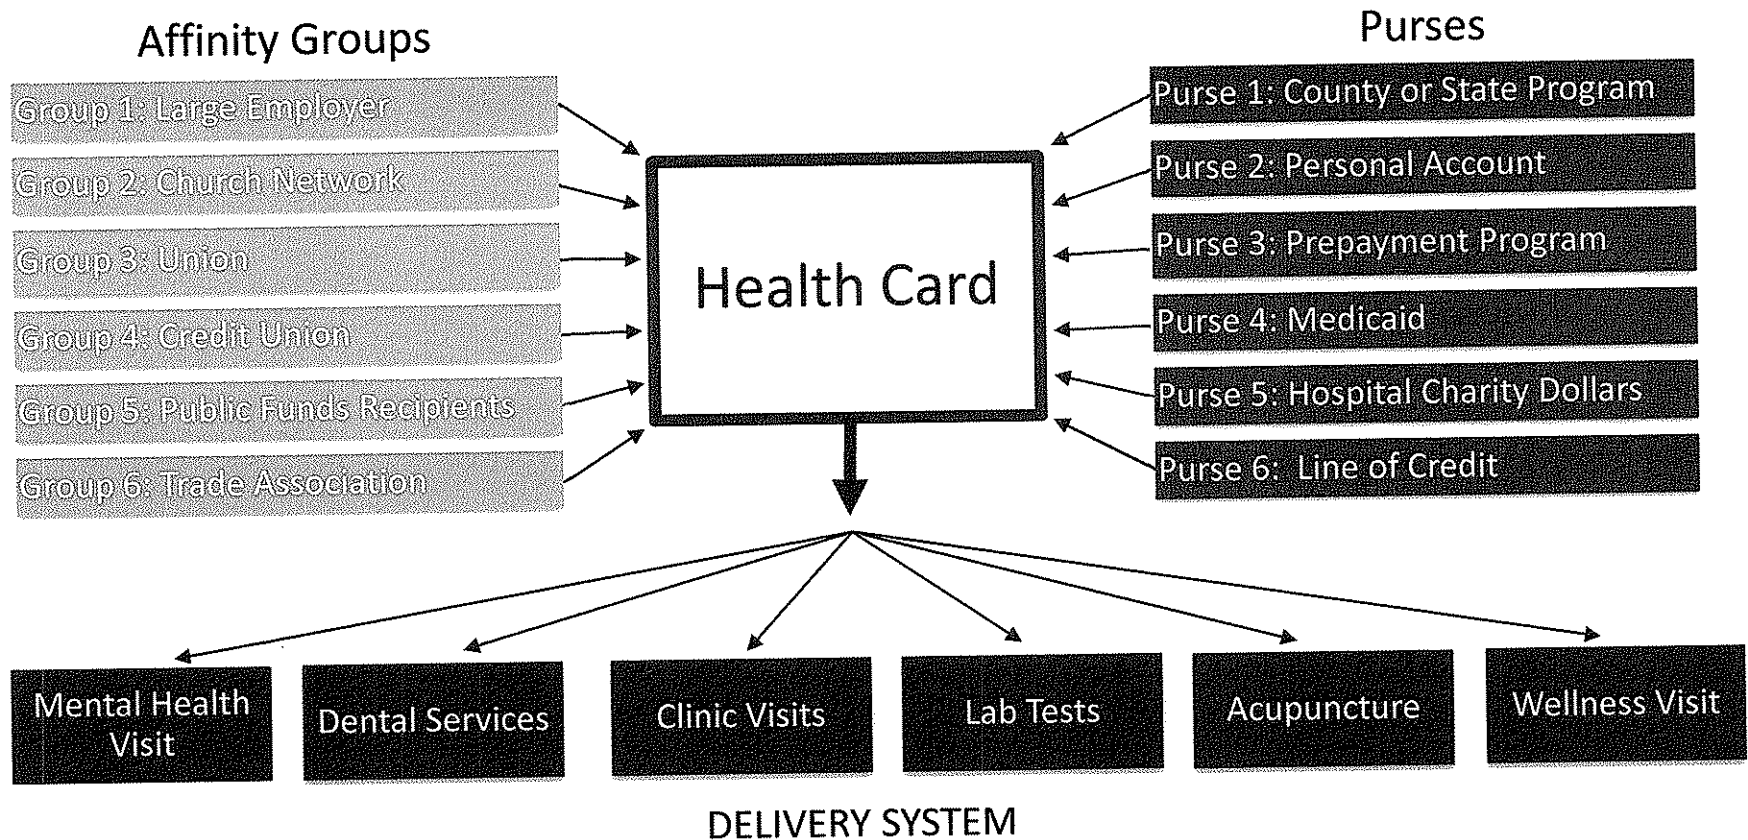 Affinity Groups
Group 1: Large Employer
Group 2: Church Network
Group 3: Union
Group 4: Credit Union
Group 5: Public Funds Recipients
Group 6: Trade Association
Purses
Purse 1: County or State Program
Purse 2: Personal Account
Purse 3: Prepayment Program
Purse 4: Medicaid
Purse 5: Hospital Charity Dollars
Purse 6: Line of Credit
Health Card
Mental Health
Visit
Dental Services
Clinic Visits
Lab Tests
Acupuncture
Wellness Visit
DELIVERY SYSTEM